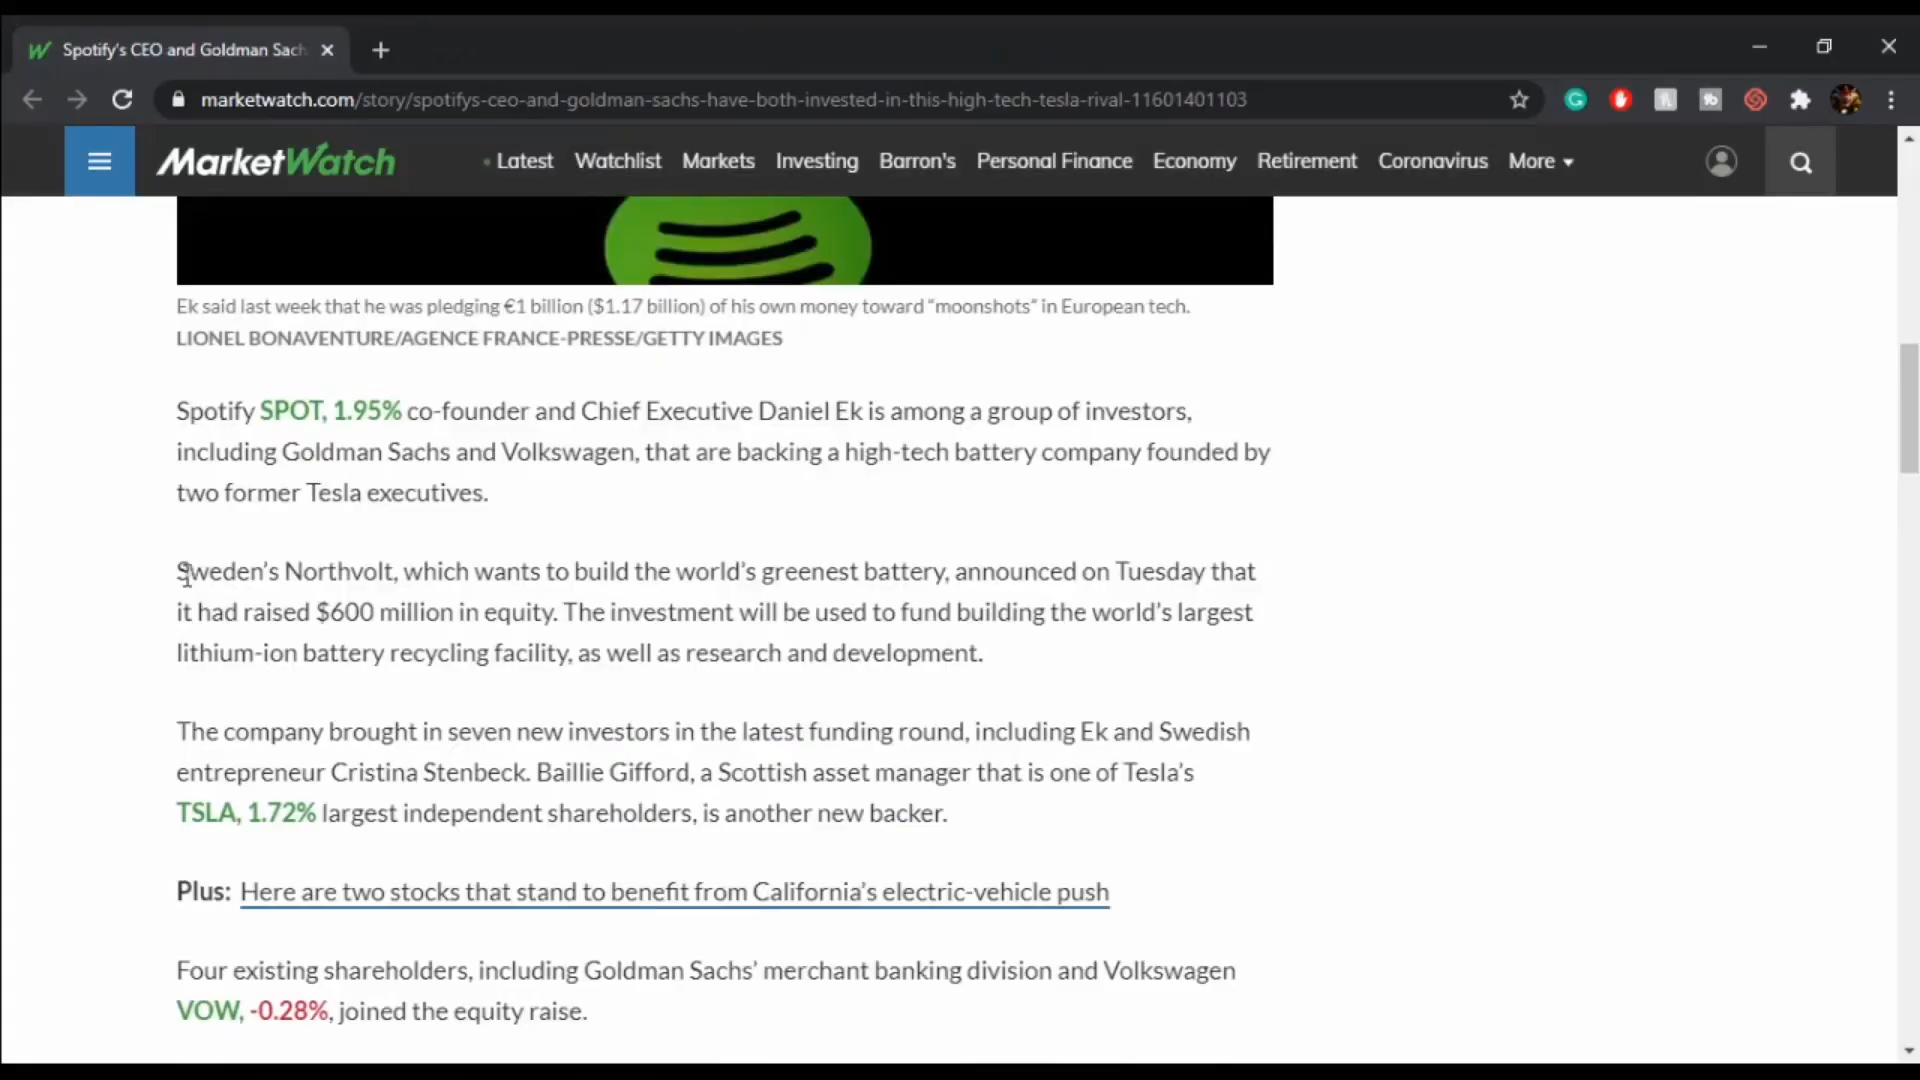 Spotify's CEO and Goldman Sach
marketwatch.com/story/spotifys-ceo-and-goldman-sachs-have-both-invested-in-this-high-tech-tesla-rival-11601401103
MarketWatch
Latest Watchlist Markets Investing Barron's Personal Finance Economy Retirement Coronavirus More
Ek said last week that he was pledging €1 billion ($1.17 billion) of his own money toward “moonshots” in European tech.
LIONEL BONAVENTURE/AGENCE FRANCE-PRESSE/GETTY IMAGES
Spotify SPOT, 1.95% co-founder and Chief Executive Daniel Ek is among a group of investors,
including Goldman Sachs and Volkswagen, that are backing a high-tech battery company founded by
two former Tesla executives.
Sweden’s Northvolt, which wants to build the world’s greenest battery, announced on Tuesday that
it had raised $600 million in equity. The investment will be used to fund building the world’s largest
lithium-ion battery recycling facility, as well as research and development.
The company brought in seven new investors in the latest funding round, including Ek and Swedish
entrepreneur Cristina Stenbeck. Baillie Gifford, a Scottish asset manager that is one of Tesla’s
TSLA, 1.72% largest independent shareholders, is another new backer.
Plus: Here are two stocks that stand to benefit from California’s electric-vehicle push
Four existing shareholders, including Goldman Sachs’ merchant banking division and Volkswagen
VOW, -0.28%, joined the equity raise.